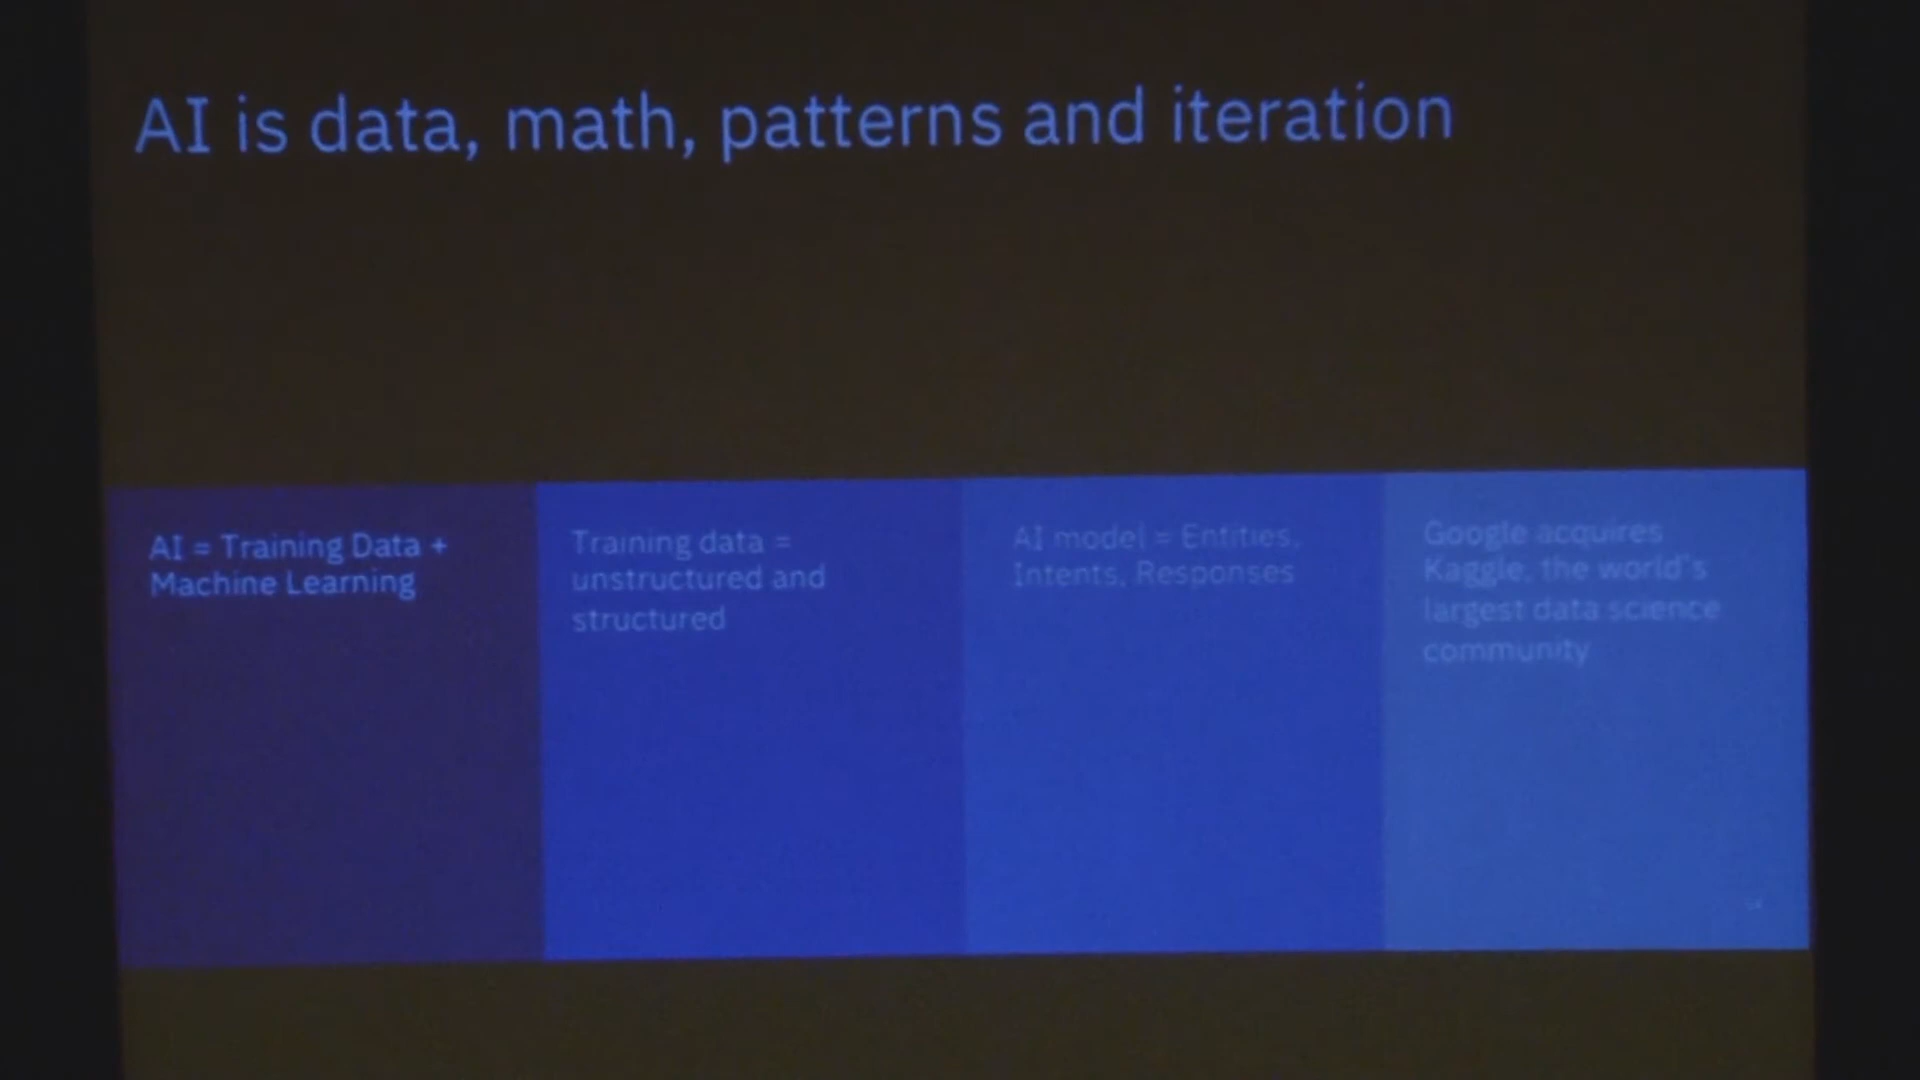 AI is data, math, patterns and iteration
AI = Training Data +
Machine Learning
Training data =
unstructured and
structured
AI model = Entities,
Intents, Responses
Google acquires
Kaggle, the world's
largest data science
community